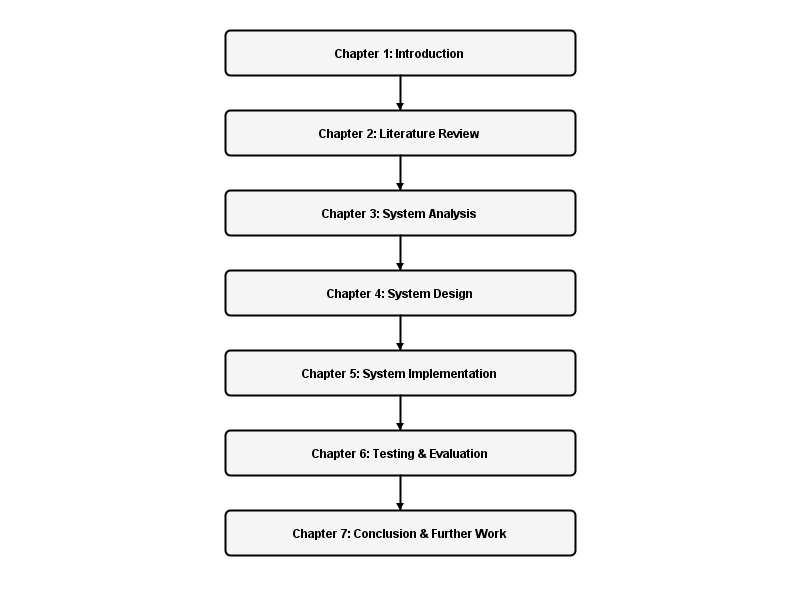 Chapter 1: Introduction
Chapter 2: Literature Review
Chapter 3: System Analysis
Chapter 4: System Design
Chapter 5: System Implementation
Chapter 6: Testing & Evaluation
Chapter 7: Conclusion & Further Work